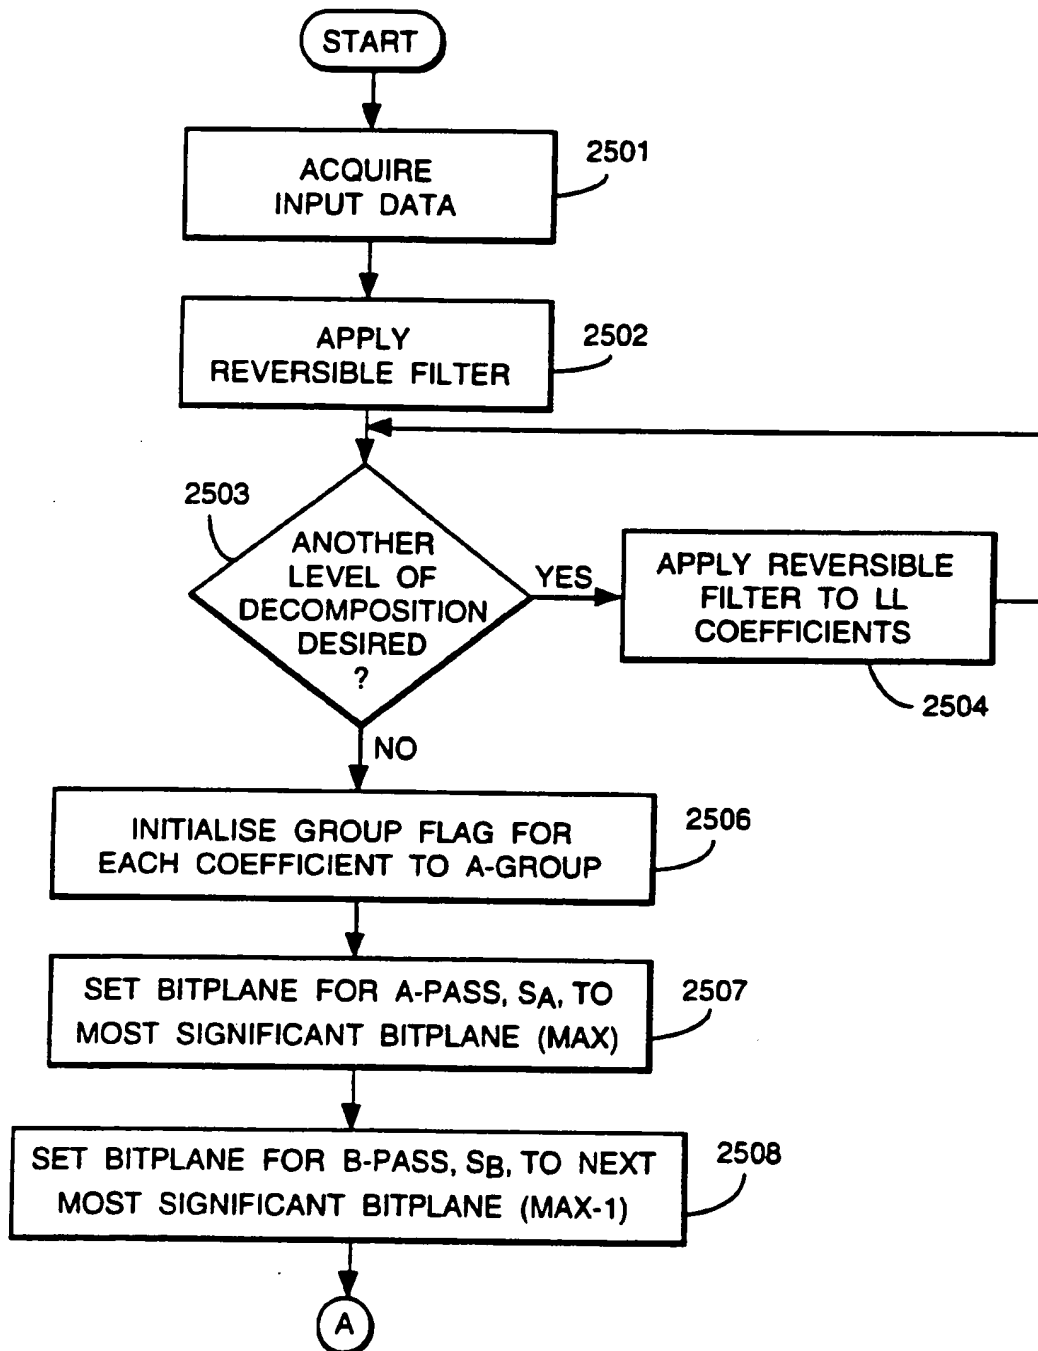 START
ACQUIRE
INPUT DATA
2501
APPLY
REVERSIBLE FILTER
2502
2503
ANOTHER
LEVEL OF
DECOMPOSITION
DESIRED
?
YES
APPLY REVERSIBLE
FILTER TO LL
COEFFICIENTS
2504
NO
INITIALISE GROUP FLAG FOR
EACH COEFFICIENT TO A-GROUP
2506
SET BITPLANE FOR A-PASS, SA, TO
MOST SIGNIFICANT BITPLANE (MAX)
2507
SET BITPLANE FOR B-PASS, SB, TO NEXT
MOST SIGNIFICANT BITPLANE (MAX-1)
2508
A